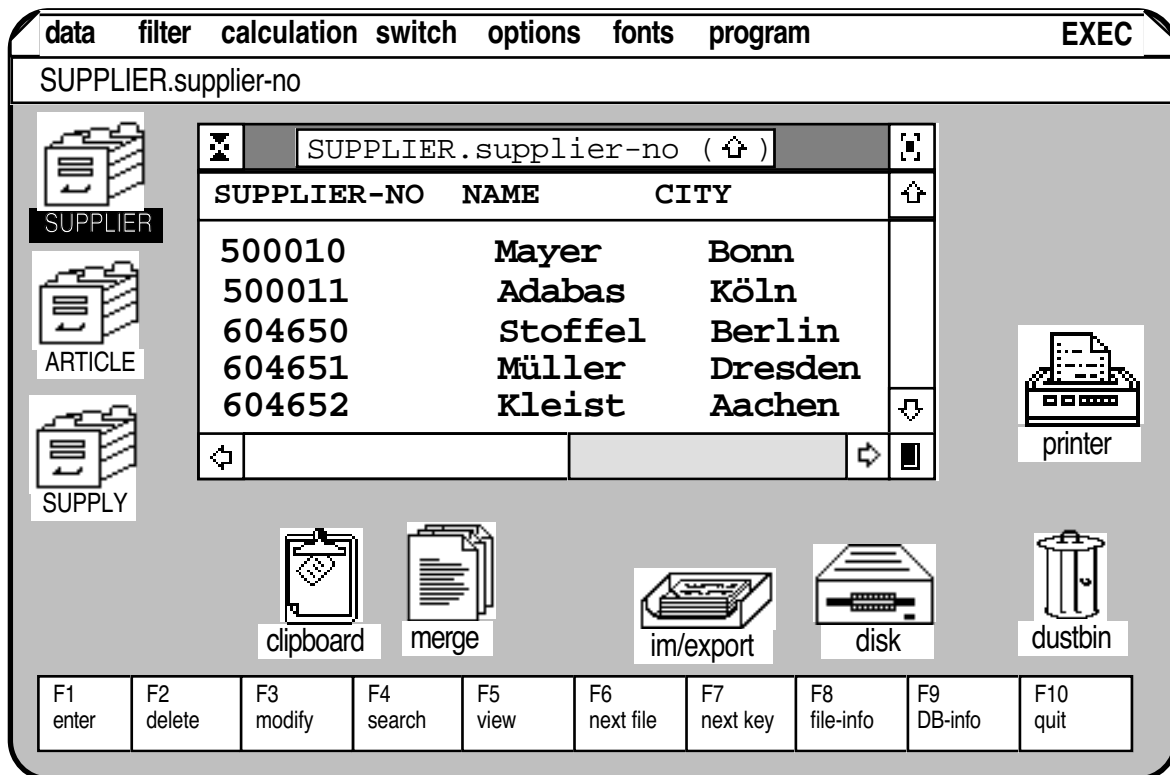 data filter calculation switch options fonts program EXEC
SUPPLIER.supplier-no
SUPPLIER
ARTICLE
SUPPLY
SUPPLIER.supplier-no (⇧)
SUPPLIER-NO NAME CITY
500010 Mayer Bonn
500011 Adabas Köln
604650 Stoffel Berlin
604651 Müller Dresden
604652 Kleist Aachen
printer
clipboard
merge
im/export
disk
dustbin
F1 F2 F3 F4 F5 F6 F7 F8 F9 F10
enter delete modify search view next file next key file-info DB-info quit